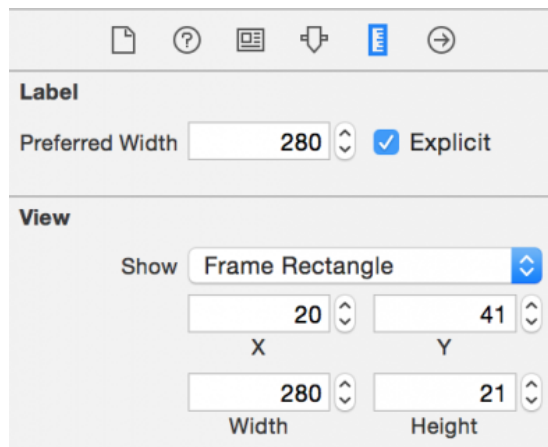 Label
Preferred Width 280 Explicit
View
Show Frame Rectangle
20 41
X Y
280 21
Width Height